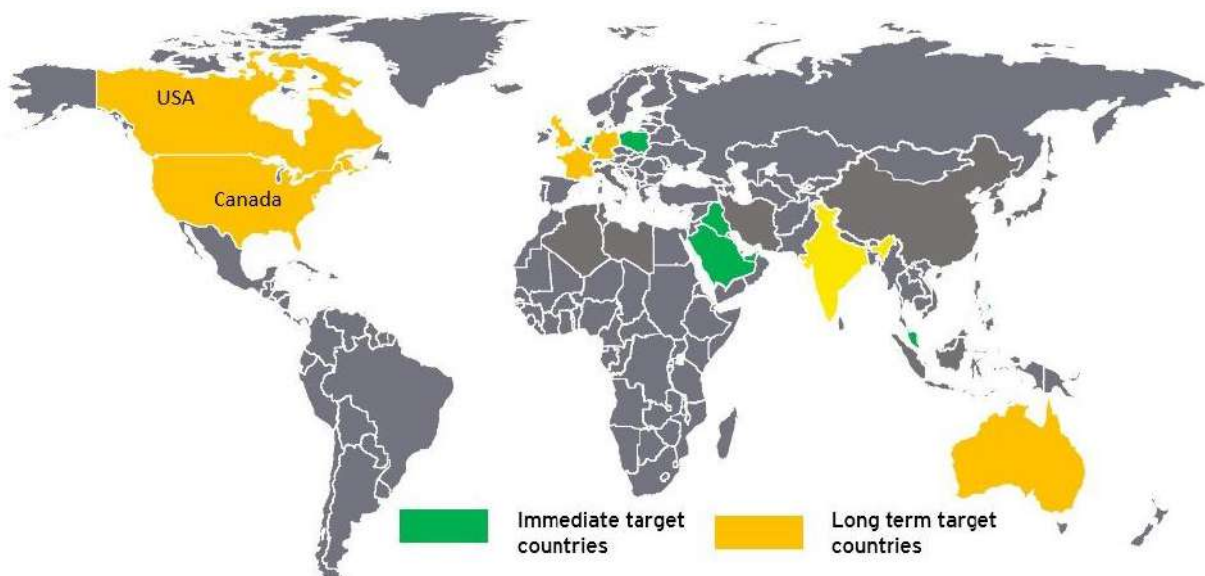 USA
Canada
Immediate target
countries
Long term target
countries